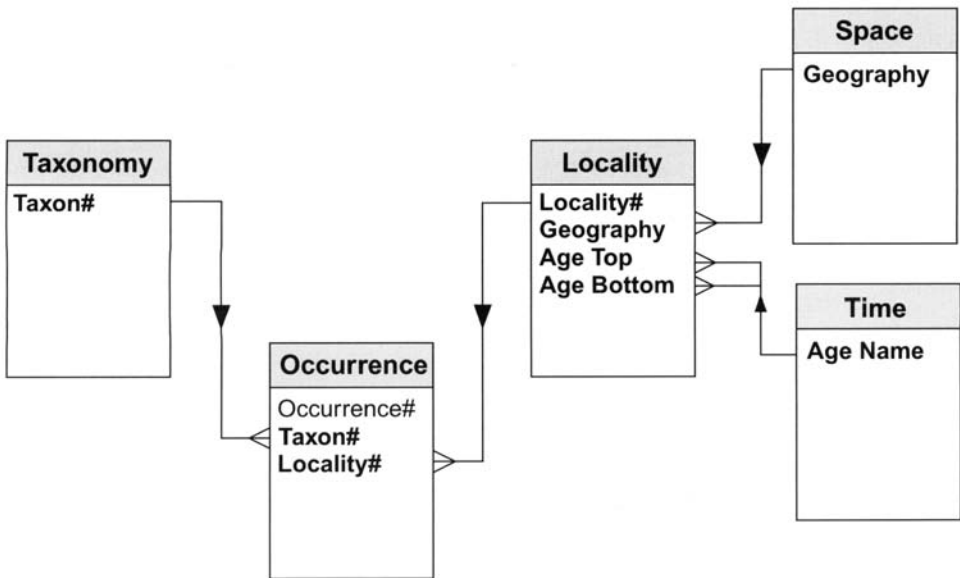 Space
Geography
Taxonomy
Taxon#
Locality
Locality#
Geography
Age Top
Age Bottom
Time
Age Name
Occurrence
Occurrence#
Taxon#
Locality#